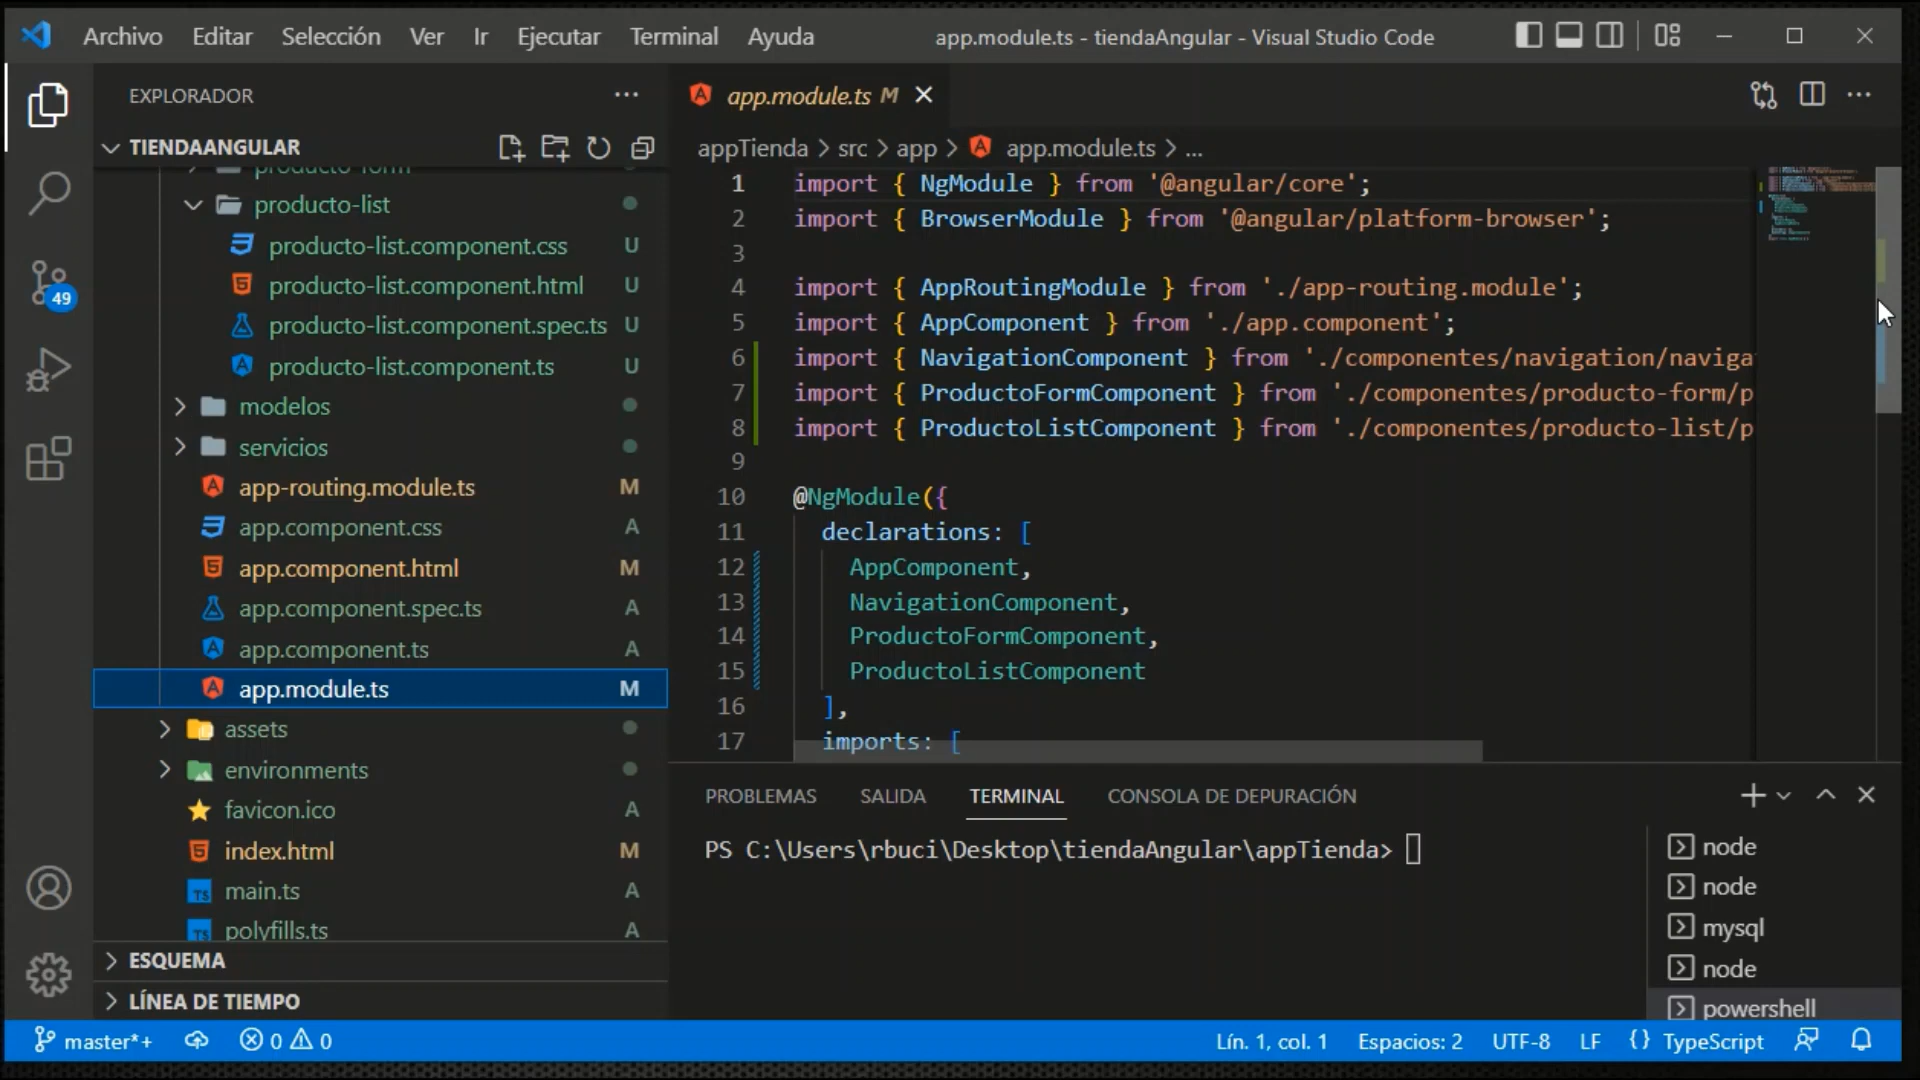 Archivo Editar Selección Ver Ir Ejecutar Terminal Ayuda app.module.ts - tiendaAngular - Visual Studio Code
EXPLORADOR
TIENDAANGULAR
producto-form
producto-list
producto-list.component.css U
producto-list.component.html U
producto-list.component.spec.ts U
producto-list.component.ts U
modelos
servicios
app-routing.module.ts M
app.component.css A
app.component.html M
app.component.spec.ts A
app.component.ts A
app.module.ts M
assets
environments
favicon.ico A
index.html M
main.ts A
polyfills.ts A
ESQUEMA
LÍNEA DE TIEMPO
49
app.module.ts M
appTienda > src > app > app.module.ts > ...
1 import { NgModule } from '@angular/core';
2 import { BrowserModule } from '@angular/platform-browser';
3
4 import { AppRoutingModule } from './app-routing.module';
5 import { AppComponent } from './app.component';
6 import { NavigationComponent } from './componentes/navigation/naviga
7 import { ProductoFormComponent } from './componentes/producto-form/p
8 import { ProductoListComponent } from './componentes/producto-list/p
9
10 @NgModule({
11 declarations: [
12 AppComponent,
13 NavigationComponent,
14 ProductoFormComponent,
15 ProductoListComponent
16 ],
17 imports: [
PROBLEMAS SALIDA TERMINAL CONSOLA DE DEPURACIÓN
PS C:\Users\rbuci\Desktop\tiendaAngular\appTienda>
node
node
mysql
node
powershell
master*+ 0 0 Lín. 1, col. 1 Espacios: 2 UTF-8 LF {} TypeScript